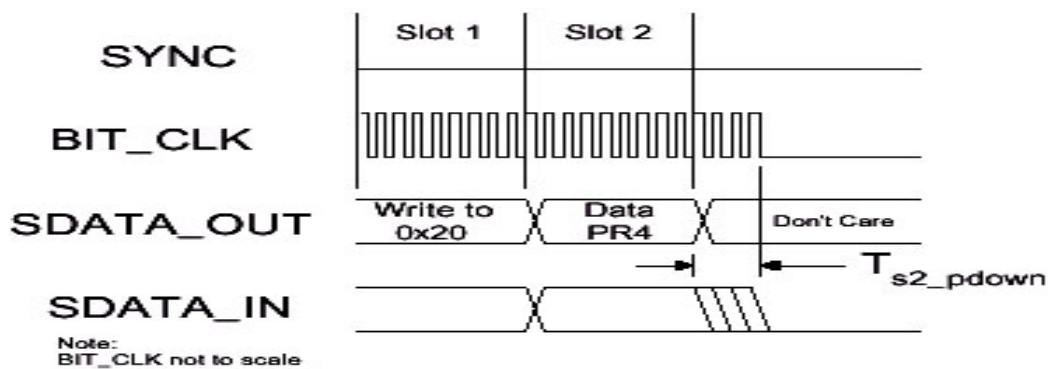 Slot 1
Slot 2
SYNC
BIT_CLK
SDATA_OUT
Write to
0x20
Data
PR4
Don't Care
Ts2_pdown
SDATA_IN
Note:
BIT_CLK not to scale